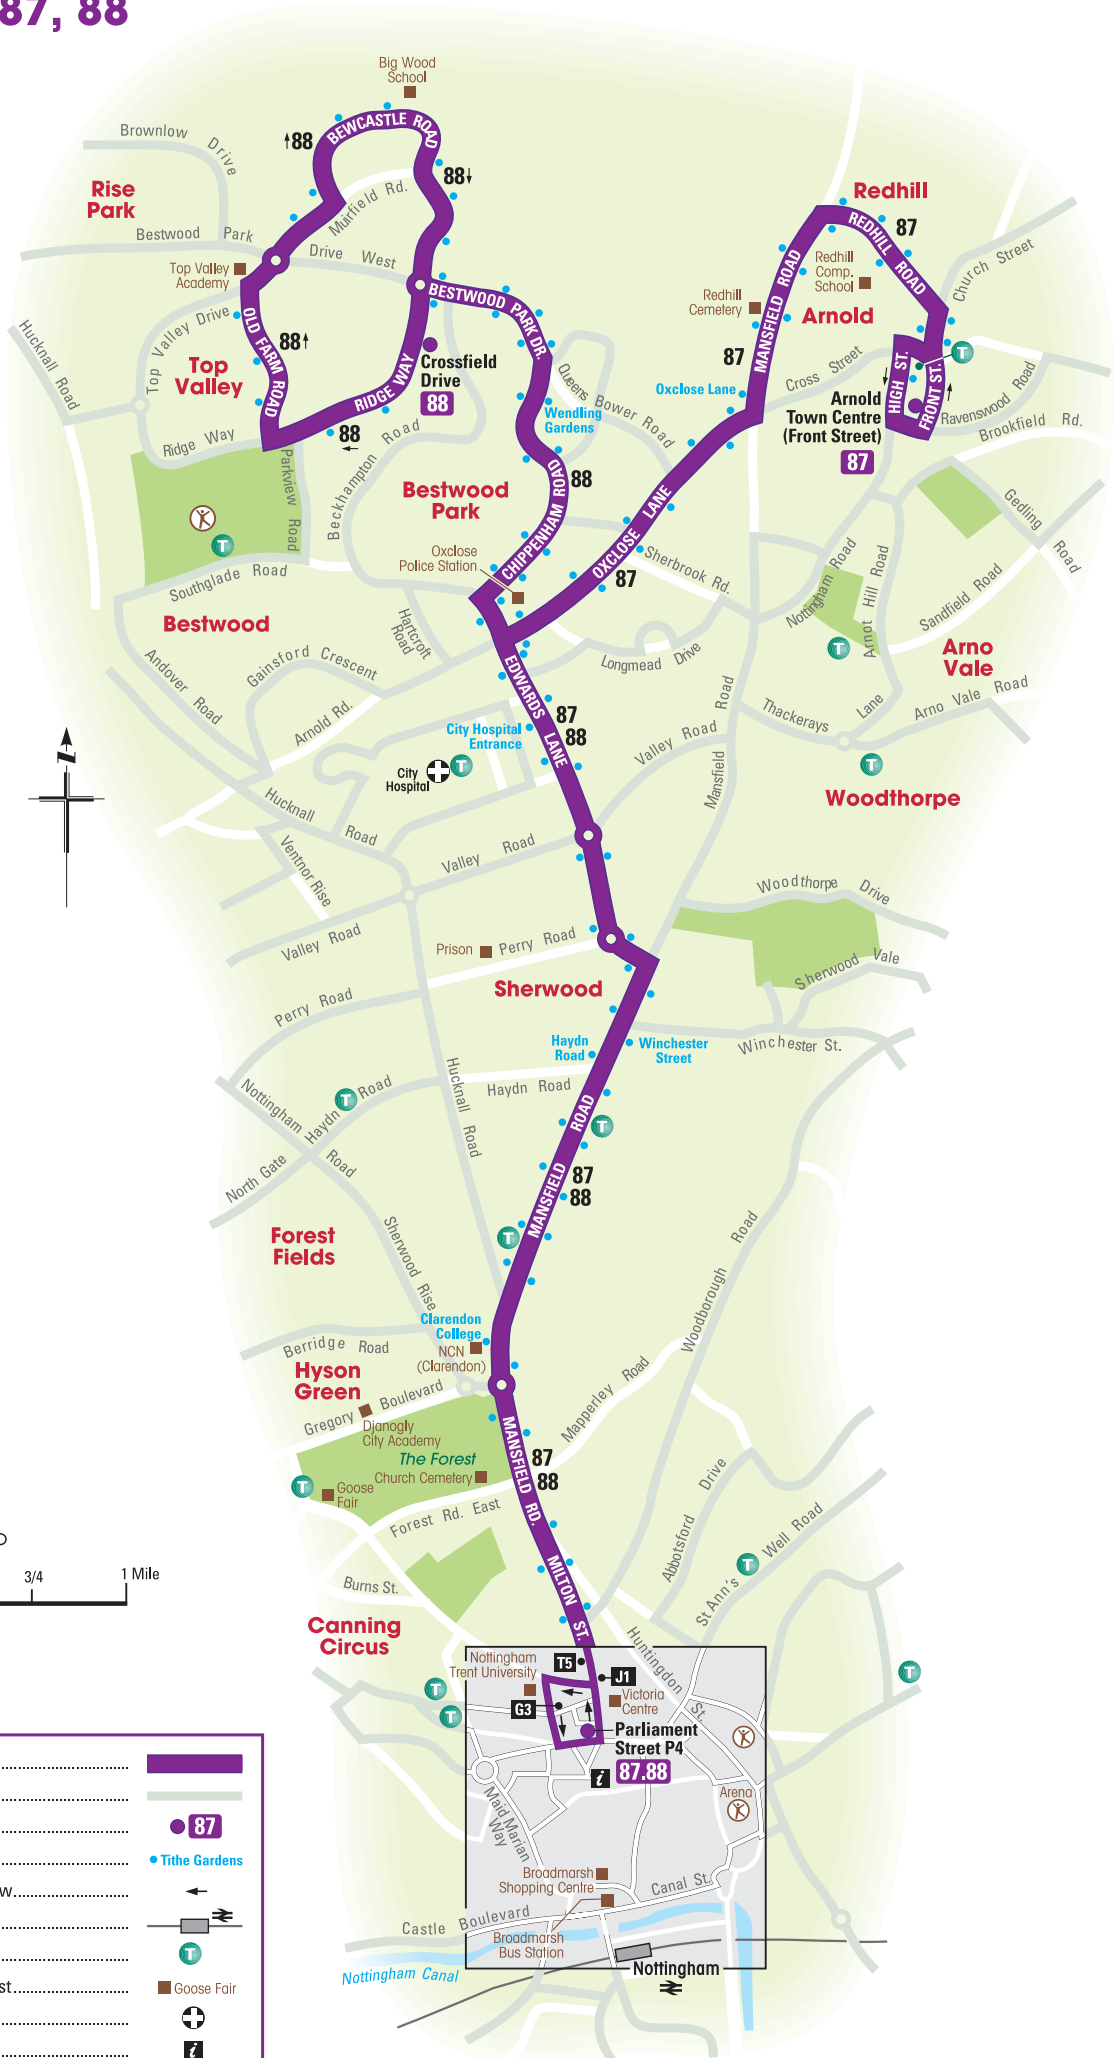 87, 88
Big Wood
School
BEWCASTLE ROAD
88
88
Brownlow Drive
Rise
Park
Muirfield Rd.
Bestwood Park
Drive West
Top Valley
Academy
Redhill
87
REDHILL ROAD
Redhill
Comp.
School
Church Street
MANSFIELD ROAD
Redhill
Cemetery
Arnold
87
Hucknall Road
Top Valley Drive
OLD FARM ROAD
88
Top
Valley
BESTWOOD PARK DR.
Crossfield
Drive
88
RIDGE WAY
88
Ridge Way
Queens Bower Road
Wendling
Gardens
Oxclose Lane
Cross Street
HIGH ST.
FRONT ST.
T
Arnold
Town Centre
(Front Street)
87
Ravenswood Road
Brookfield Rd.
Parkview Road
Beckhampton Road
Bestwood
Park
88
CHIPPENHAM ROAD
OXCLOSE LANE
87
Gedling Road
T
Southglade Road
Oxclose
Police Station
Sherbrook Rd.
Nottingham Road
Arnot Hill Road
Sandfield Road
Bestwood
Hartcroft
Road
T
Arno
Vale
Andover Road
Gainsford Crescent
Longmead Drive
Arnold Rd.
EDWARDS LANE
87
88
Thackerays Lane
Arno Vale Road
City Hospital
Entrance
Valley Road
Mansfield Road
City
Hospital
T
T
Woodthorpe
Hucknall Road
Ventnor Rise
Valley Road
Valley Road
Woodthorpe Drive
Prison
Perry Road
Sherwood Vale
Sherwood
Perry Road
Haydn
Road
Winchester
Street
Winchester St.
Hucknall Road
Haydn Road
Nottingham Road
Haydn Road
T
T
MANSFIELD ROAD
87
88
North Gate
T
Forest
Fields
Sherwood Rise
Woodborough Road
Clarendon
College
Berridge Road
NCN
(Clarendon)
Hyson
Green
Gregory Boulevard
Djanogly
City Academy
Mapperley Road
MANSFIELD RD.
87
88
The Forest
Church Cemetery
T
Goose
Fair
Forest Rd. East
Abbotsford Drive
St Ann's Well Road
3/4
1 Mile
MILTON ST.
T
Burns St.
Canning
Circus
Huntingdon St.
Nottingham
Trent University
T5
J1
T
T
T
G3
Victoria
Centre
Parliament
Street P4
87.88
i
Maid Marian
Way
Arena
87
Tithe Gardens
Broadmarsh
Shopping Centre
Canal St.
Castle Boulevard
Broadmarsh
Bus Station
Nottingham Canal
Nottingham
T
Goose Fair
i